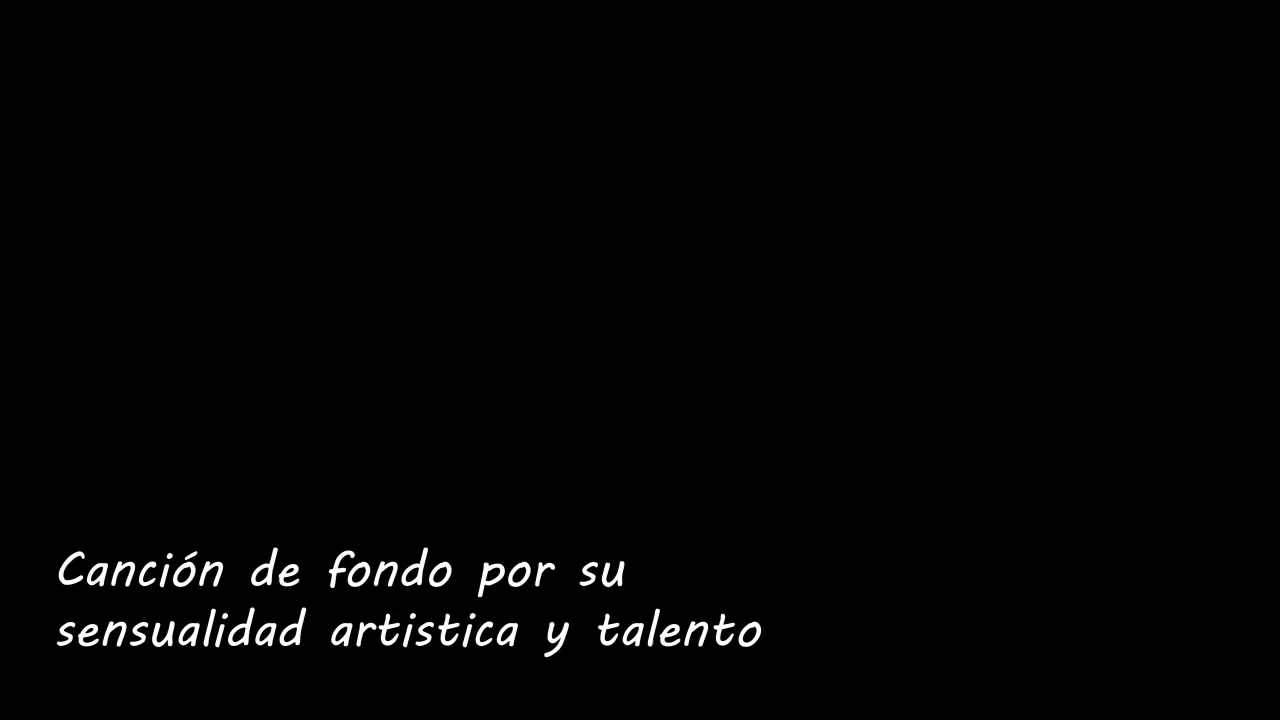 Canción de fondo por su
sensualidad artistica y talento